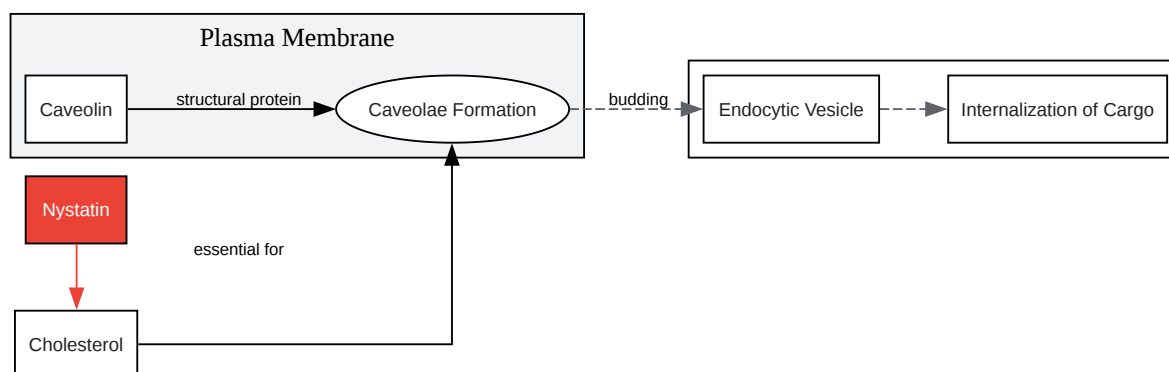 Plasma Membrane
Caveolin
structural protein
Caveolae Formation
budding
Endocytic Vesicle
Internalization of Cargo
Nystatin
essential for
Cholesterol